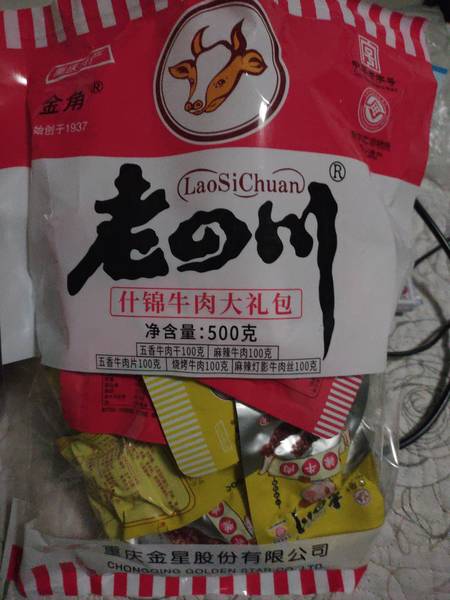 重庆特产
金角®
始创于1937
LaoSiChuan
老四川®
什锦牛肉大礼包
净含量:500克
五香牛肉干100克 麻辣牛肉100克
五香牛肉片100克 烧烤牛肉100克 麻辣灯影牛肉丝100克
重庆金星股份有限公司
CHONGQING GOLDEN STAR CO.,LTD.